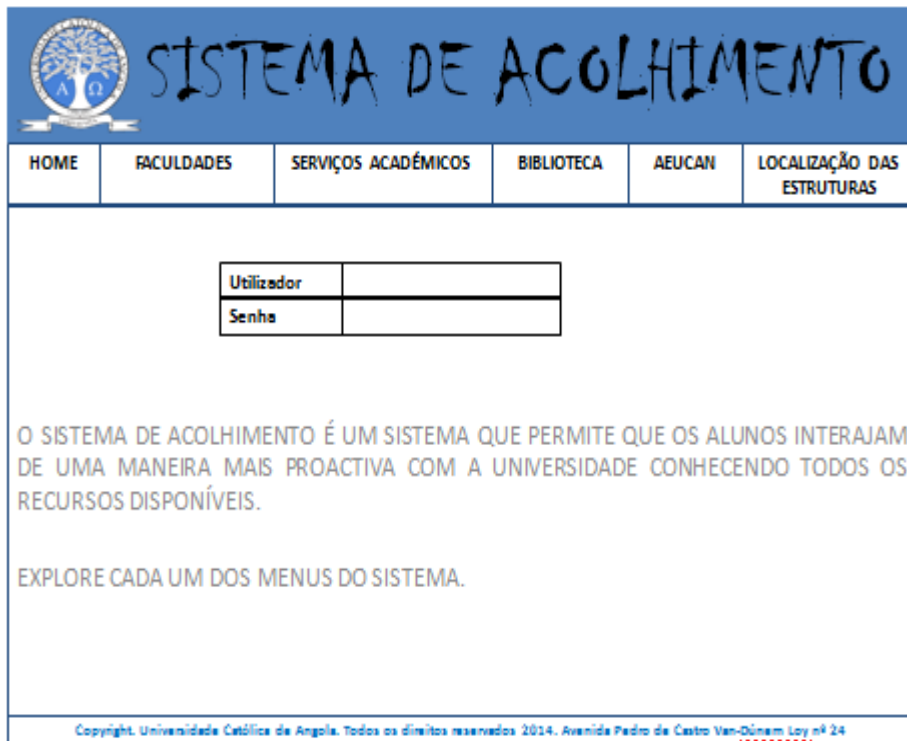 SISTEMA DE ACOLHIMENTO
Α Ω
HOME FACULDADES SERVIÇOS ACADÉMICOS BIBLIOTECA AEUCAN LOCALIZAÇÃO DAS
ESTRUTURAS
Utilizador
Senha
O SISTEMA DE ACOLHIMENTO É UM SISTEMA QUE PERMITE QUE OS ALUNOS INTERAJAM
DE UMA MANEIRA MAIS PROACTIVA COM A UNIVERSIDADE CONHECENDO TODOS OS
RECURSOS DISPONÍVEIS.
EXPLORE CADA UM DOS MENUS DO SISTEMA.
Copyright. Universidade Católica de Angola. Todos os direitos reservados 2014. Avenida Pedro de Castro Van-Dúnem Loy nº 24